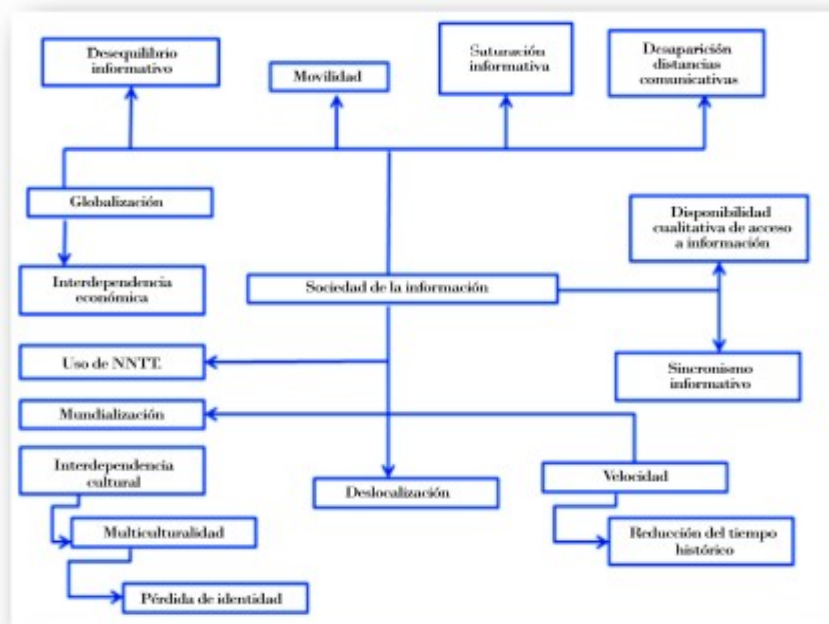 Desequilibrio
informativo
Movilidad
Saturación
informativa
Desaparición
distancias
comunicativas
Globalización
Disponibilidad
cualitativa de acceso
a información
Interdependencia
económica
Sociedad de la información
Uso de NNTT.
Sincronismo
informativo
Mundialización
Interdependencia
cultural
Deslocalización
Velocidad
Multiculturalidad
Reducción del tiempo
histórico
Pérdida de identidad